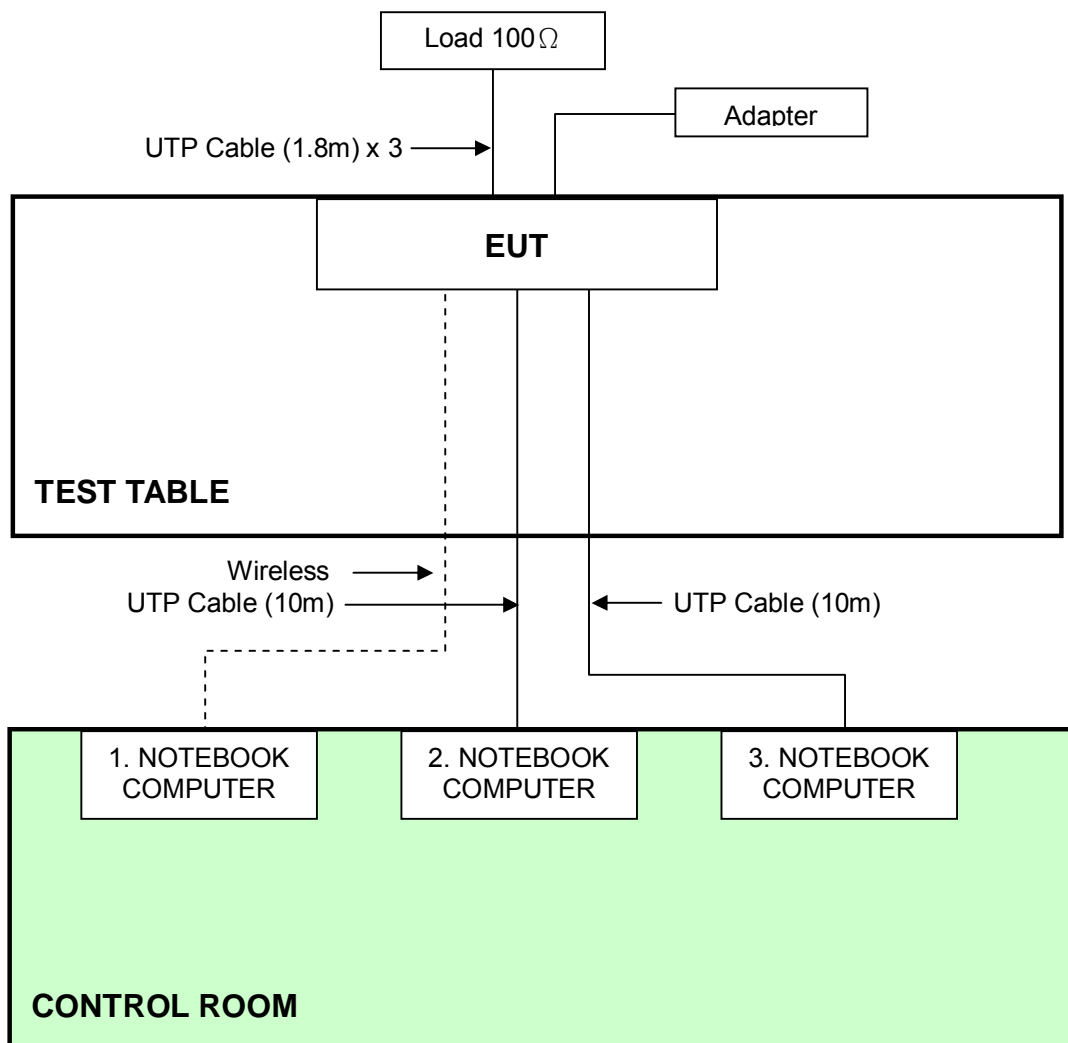 Load 100Ω
Adapter
UTP Cable (1.8m) x 3
EUT
TEST TABLE
Wireless
UTP Cable (10m)
UTP Cable (10m)
1. NOTEBOOK
COMPUTER
2. NOTEBOOK
COMPUTER
3. NOTEBOOK
COMPUTER
CONTROL ROOM